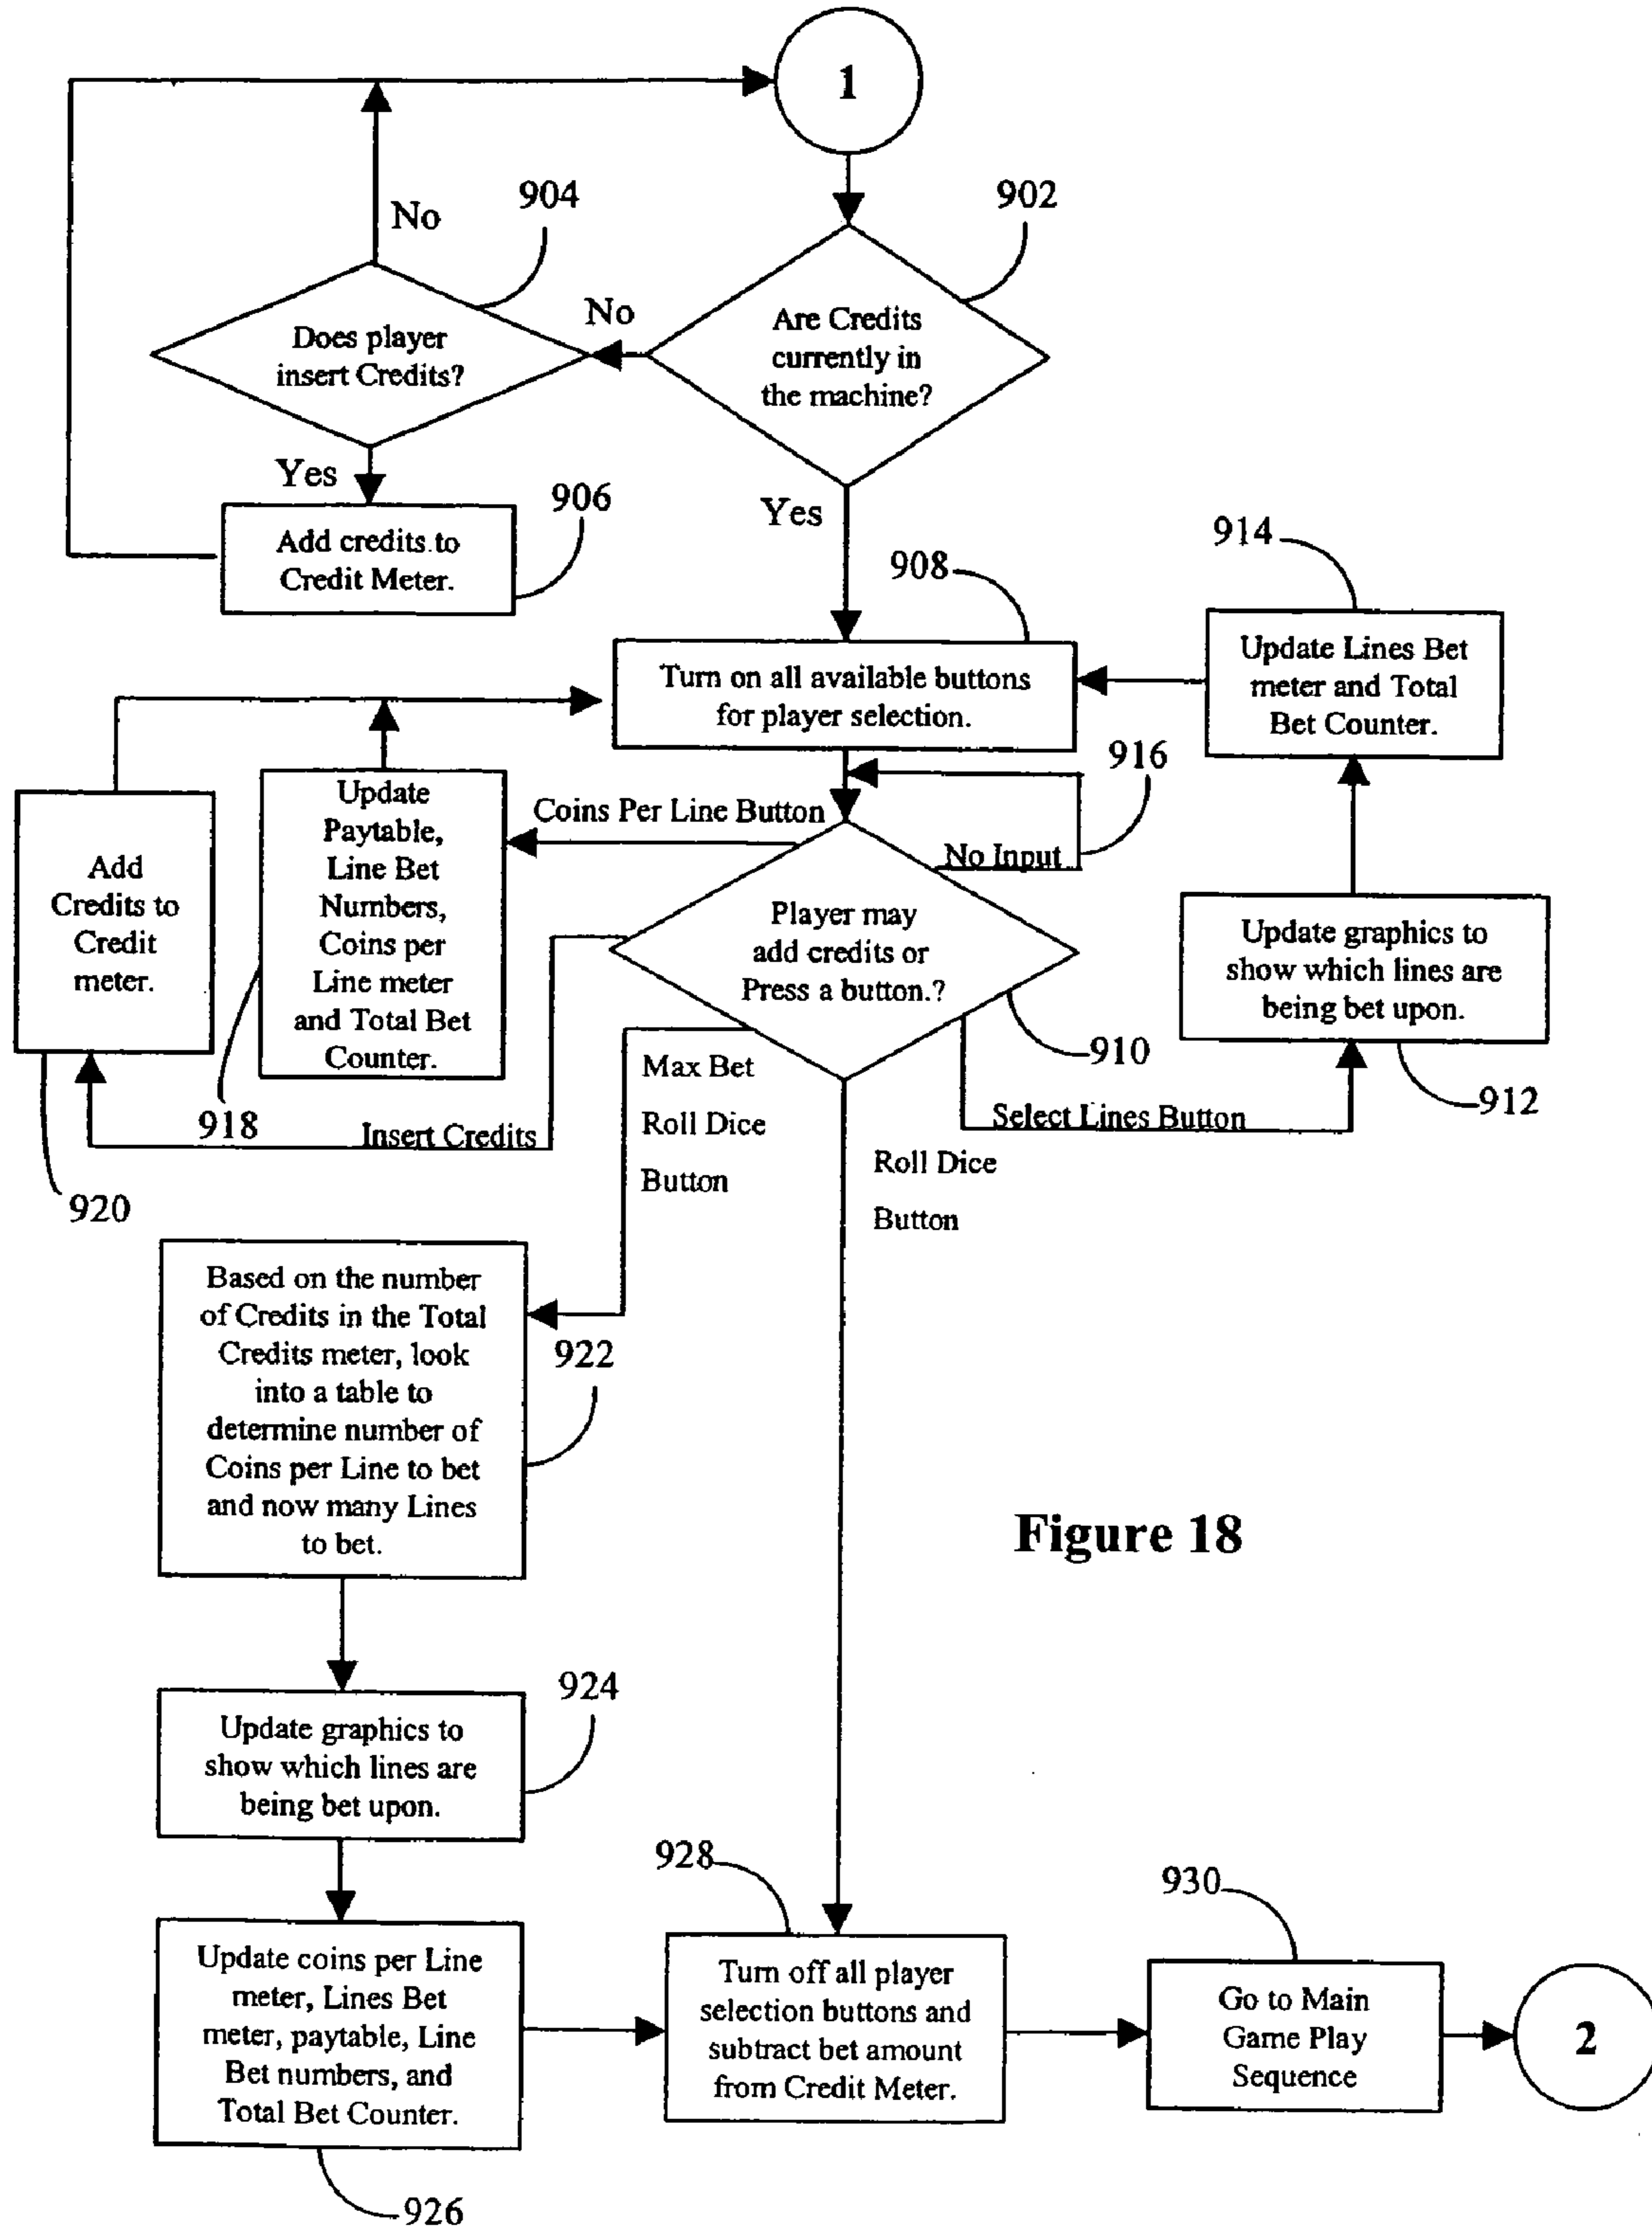 1
904
902
No
No
Does player
insert Credits?
Are Credits
currently in
the machine?
Yes
906
Yes
Add credits.to
Credit Meter.
914
908
Turn on all available buttons
for player selection.
Update Lines Bet
meter and Total
Bet Counter.
916
Coins Per Line Button
No Input
Add
Credits to
Credit
meter.
Update
Paytable,
Line Bet
Numbers,
Coins per
Line meter
and Total Bet
Counter.
Player may
add credits or
Press a button.?
Update graphics to
show which lines are
being bet upon.
910
912
918
Insert Credits
920
Max Bet
Roll Dice
Button
Select Lines Button
Roll Dice
Button
Based on the number
of Credits in the Total
Credits meter, look
into a table to
determine number of
Coins per Line to bet
and now many Lines
to bet.
922
Figure 18
924
Update graphics to
show which lines are
being bet upon.
928
930
Update coins per Line
meter, Lines Bet
meter, paytable, Line
Bet numbers, and
Total Bet Counter.
Turn off all player
selection buttons and
subtract bet amount
from Credit Meter.
Go to Main
Game Play
Sequence
2
926